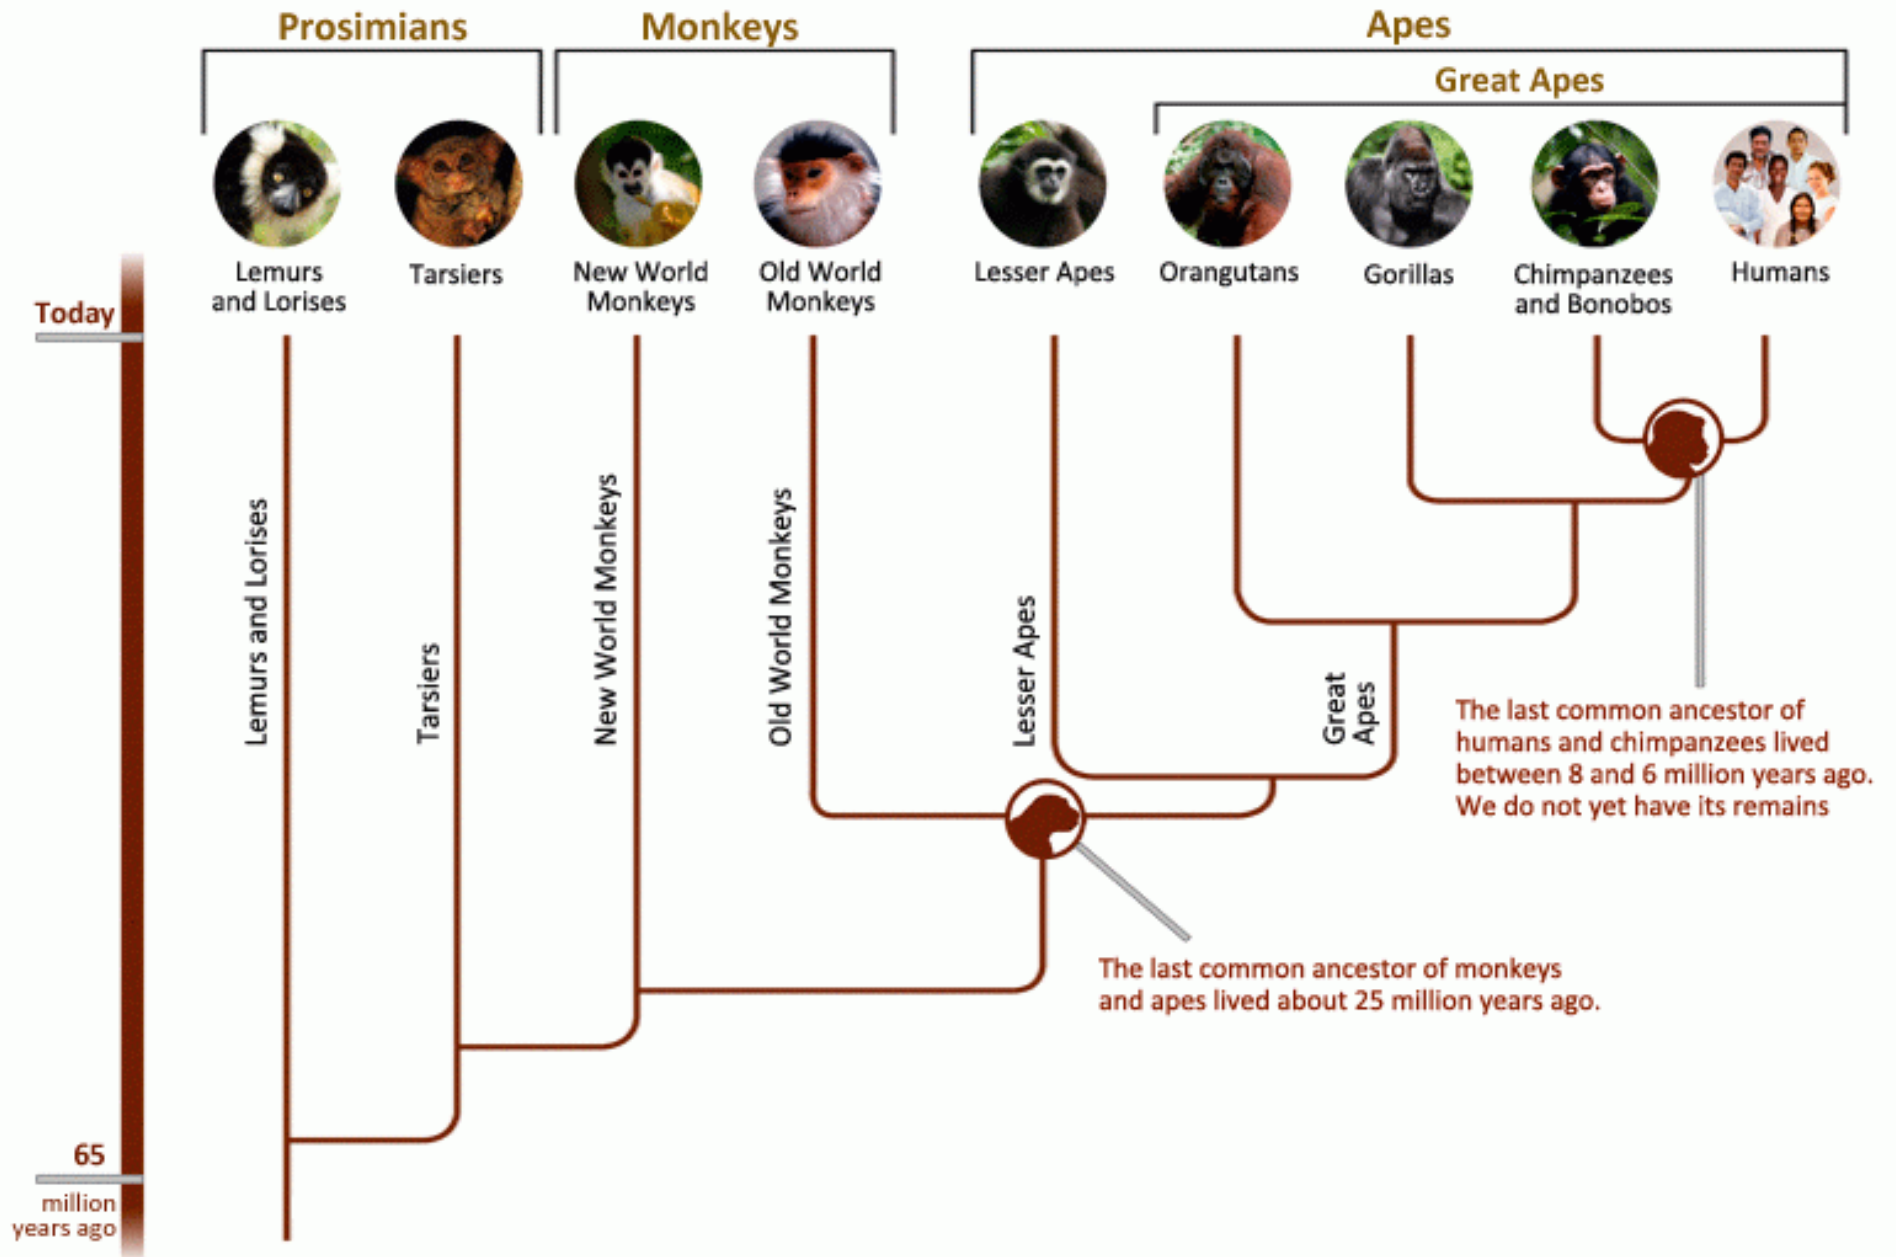 Prosimians
Monkeys
Apes
Great Apes
Lemurs
and Lorises
Tarsiers
New World
Monkeys
Old World
Monkeys
Lesser Apes
Orangutans
Gorillas
Chimpanzees
and Bonobos
Humans
Today
Lemurs and Lorises
Tarsiers
New World Monkeys
Old World Monkeys
Lesser Apes
Great
Apes
The last common ancestor of
humans and chimpanzees lived
between 8 and 6 million years ago.
We do not yet have its remains
The last common ancestor of monkeys
and apes lived about 25 million years ago.
65
million
years ago